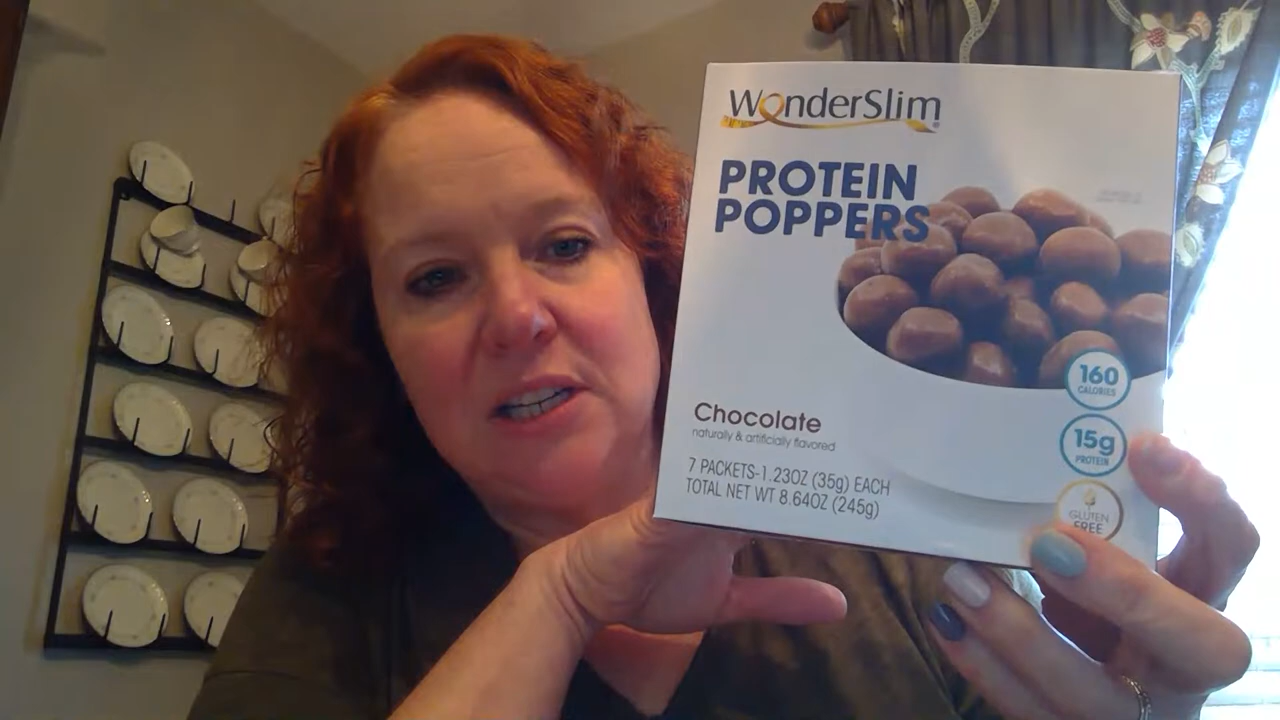 WonderSlim
PROTEIN
POPPERS
160
CALORIES
15g
PROTEIN
GLUTEN
FREE
Chocolate
naturally & artificially flavored
7 PACKETS-1.23OZ (35g) EACH
TOTAL NET WT 8.64OZ (245g)